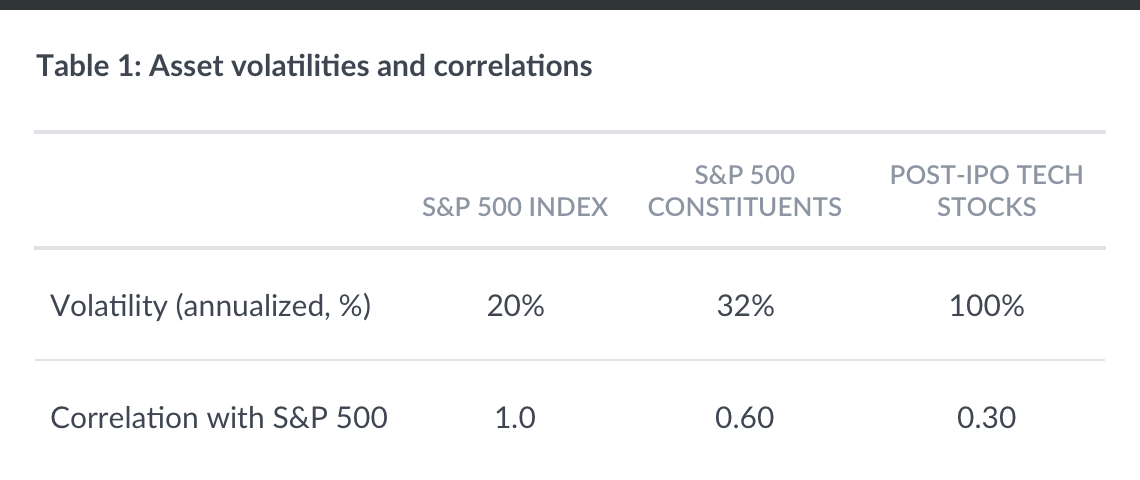 Table 1: Asset volatilities and correlations
S&P 500 INDEX
S&P 500
CONSTITUENTS
POST-IPO TECH
STOCKS
Volatility (annualized, %) 20% 32% 100%
Correlation with S&P 500 1.0 0.60 0.30